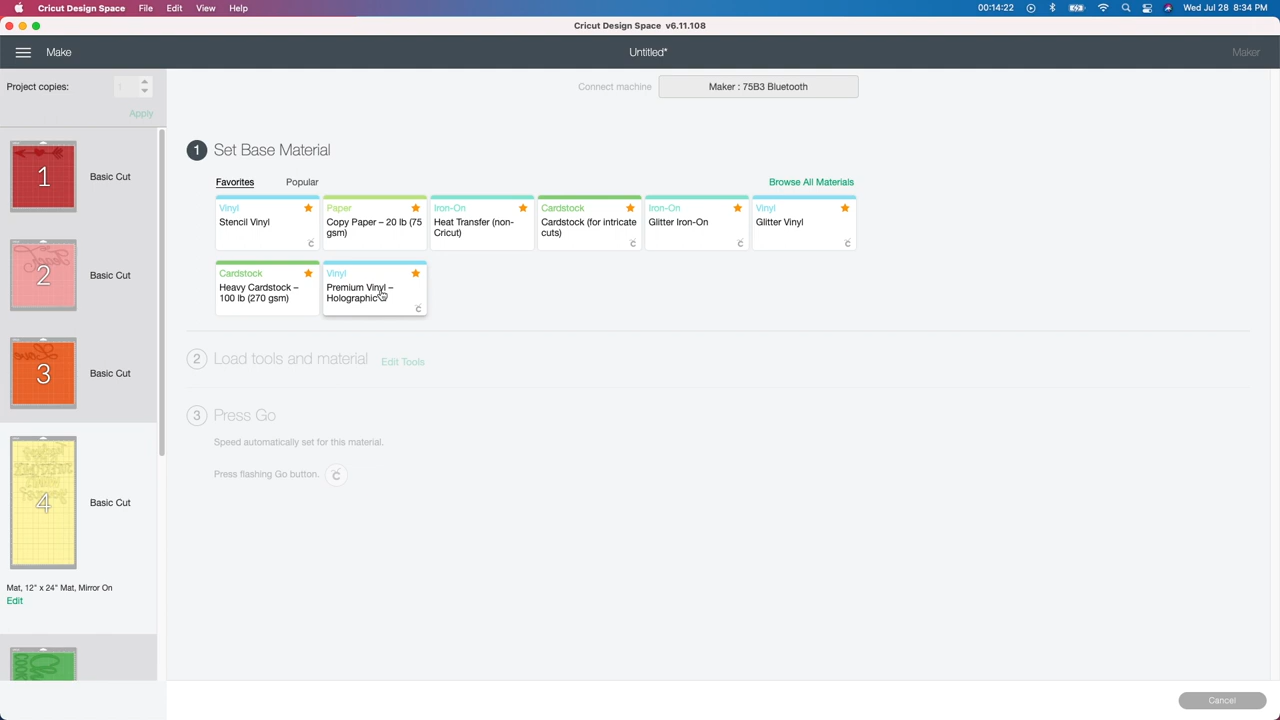 Cricut Design Space File Edit View Help 00:14:22 Wed Jul 28 8:34 PM
Cricut Design Space v6.11.108
Make Untitled* Maker
Project copies: 1
Apply
Connect machine Maker : 75B3 Bluetooth
1 Set Base Material
Favorites Popular Browse All Materials
Vinyl Paper Iron-On Cardstock Iron-On Vinyl
Stencil Vinyl Copy Paper – 20 lb (75 Heat Transfer (non- Cardstock (for intricate Glitter Iron-On Glitter Vinyl
gsm) Cricut) cuts)
Cardstock Vinyl
Heavy Cardstock – Premium Vinyl –
100 lb (270 gsm) Holographic
2 Load tools and material Edit Tools
3 Press Go
Speed automatically set for this material.
Press flashing Go button.
1 Basic Cut
2 Basic Cut
3 Basic Cut
4 Basic Cut
Mat, 12" x 24" Mat, Mirror On
Edit
Cancel